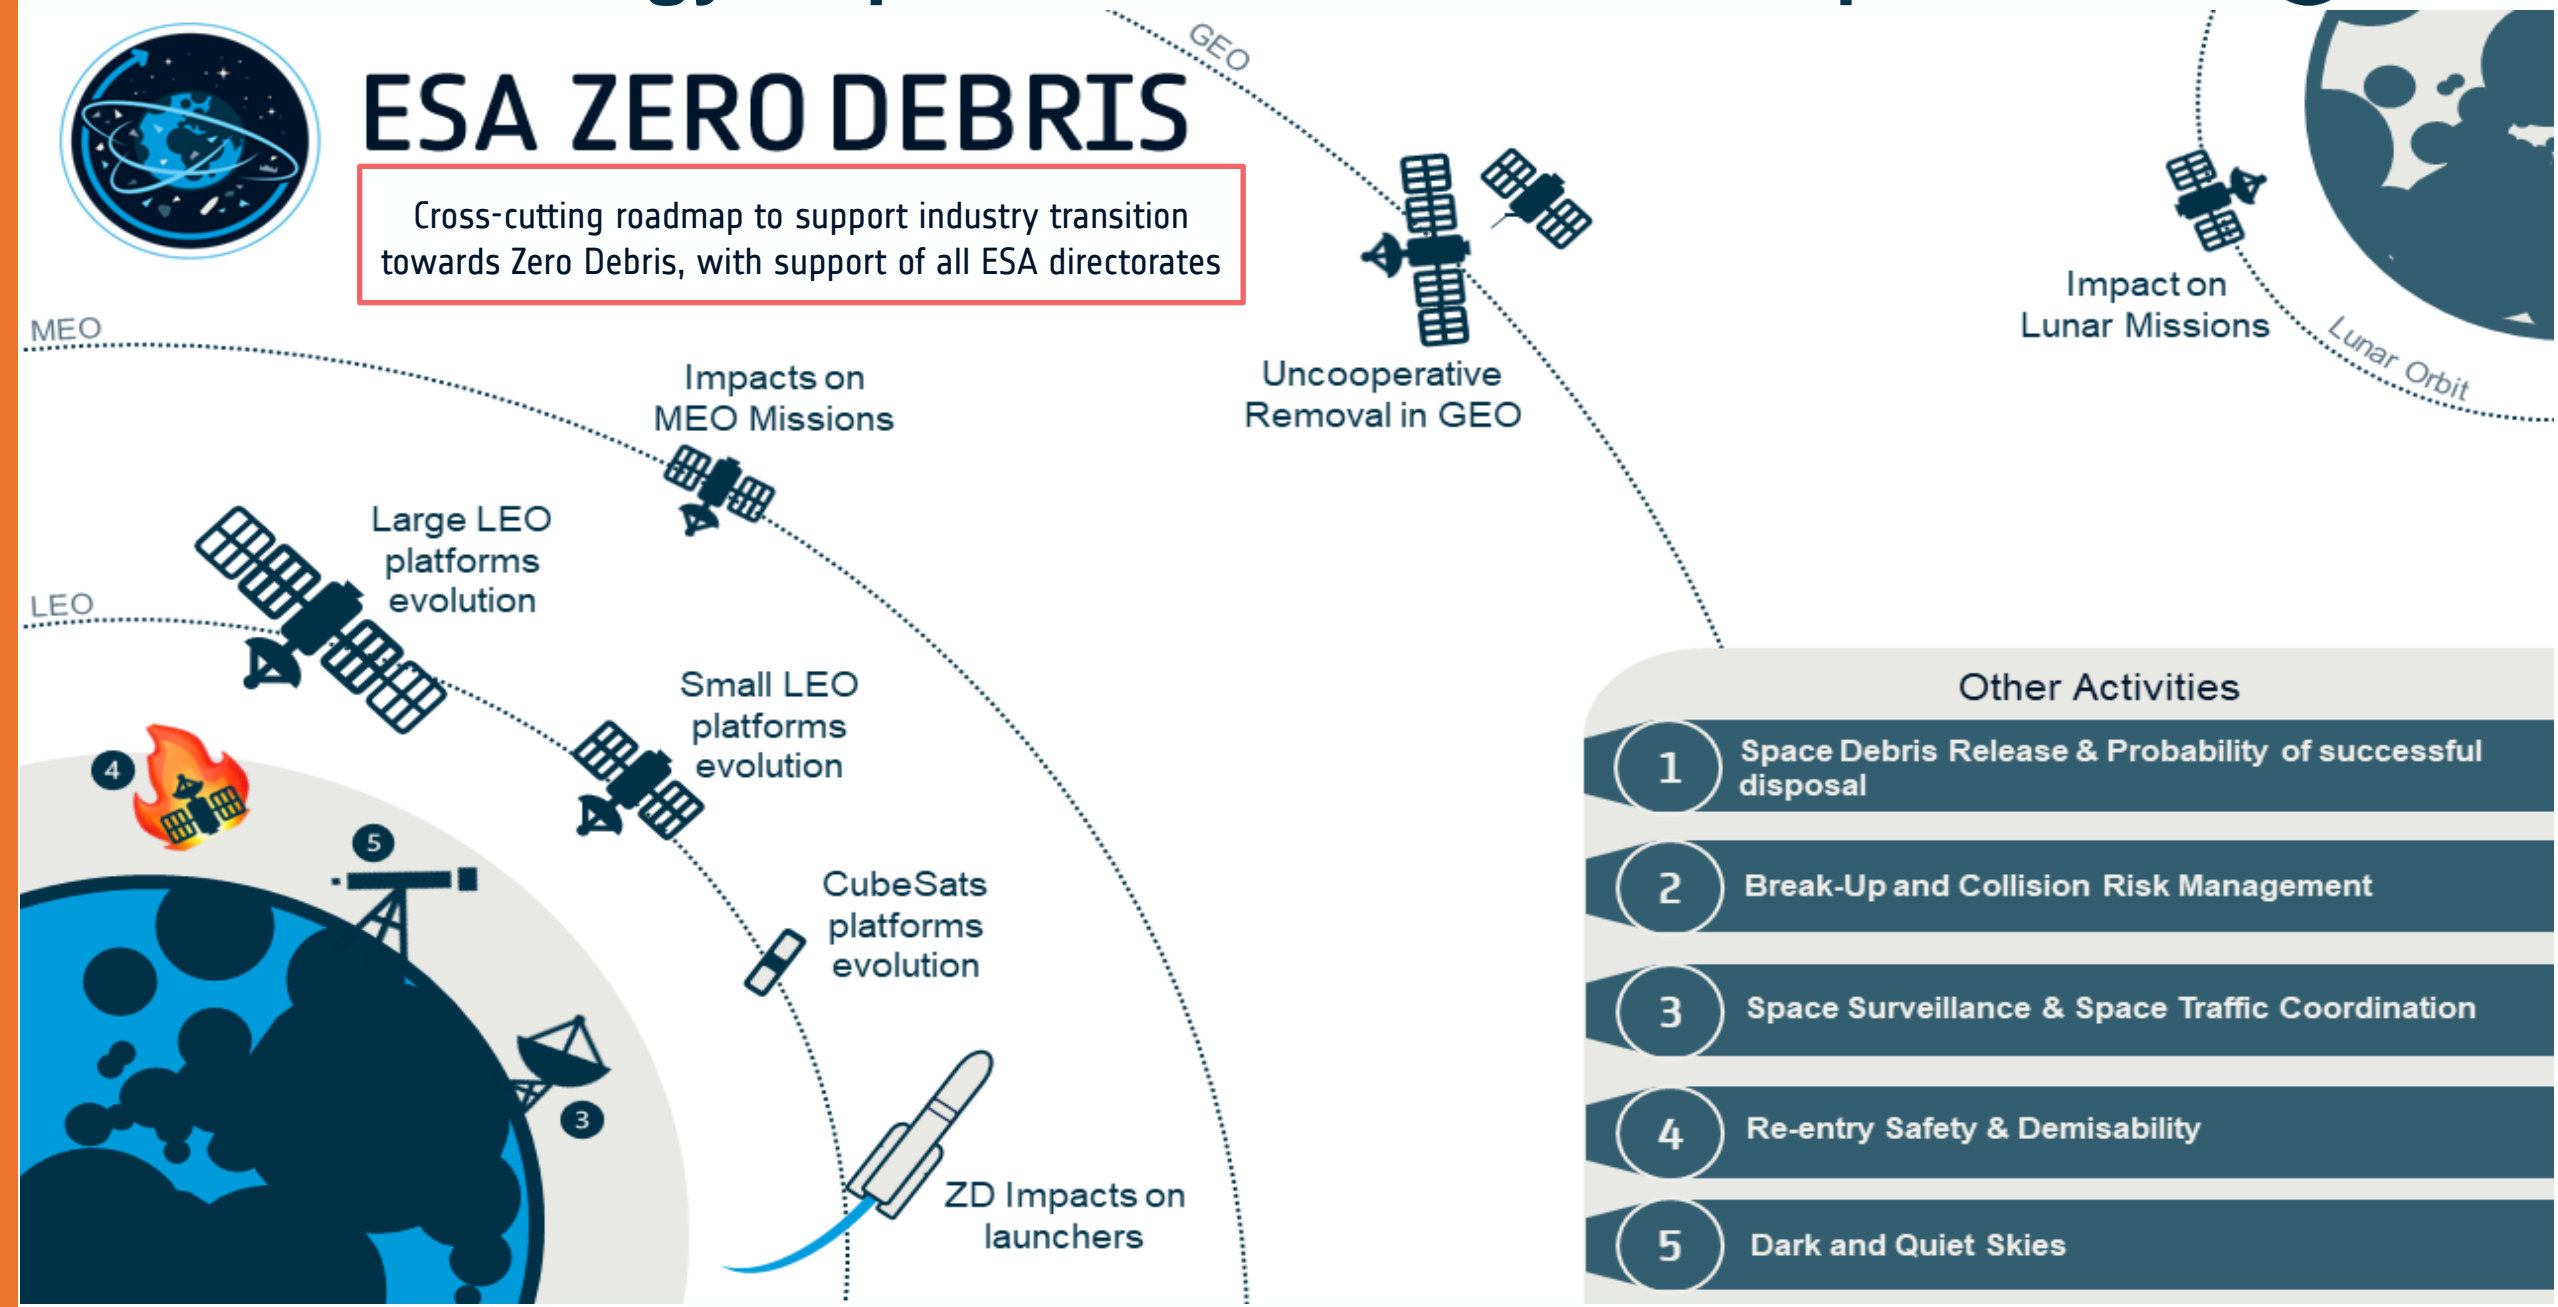 GEO
ESA ZERO DEBRIS
Cross-cutting roadmap to support industry transition
towards Zero Debris, with support of all ESA directorates
MEO
Impacts on
MEO Missions
Uncooperative
Removal in GEO
Impact on
Lunar Missions
Lunar Orbit
Large LEO
platforms
evolution
LEO
Small LEO
platforms
evolution
4
5
CubeSats
platforms
evolution
3
ZD Impacts on
launchers
Other Activities
1
Space Debris Release & Probability of successful
disposal
2
Break-Up and Collision Risk Management
3
Space Surveillance & Space Traffic Coordination
4
Re-entry Safety & Demisability
5
Dark and Quiet Skies